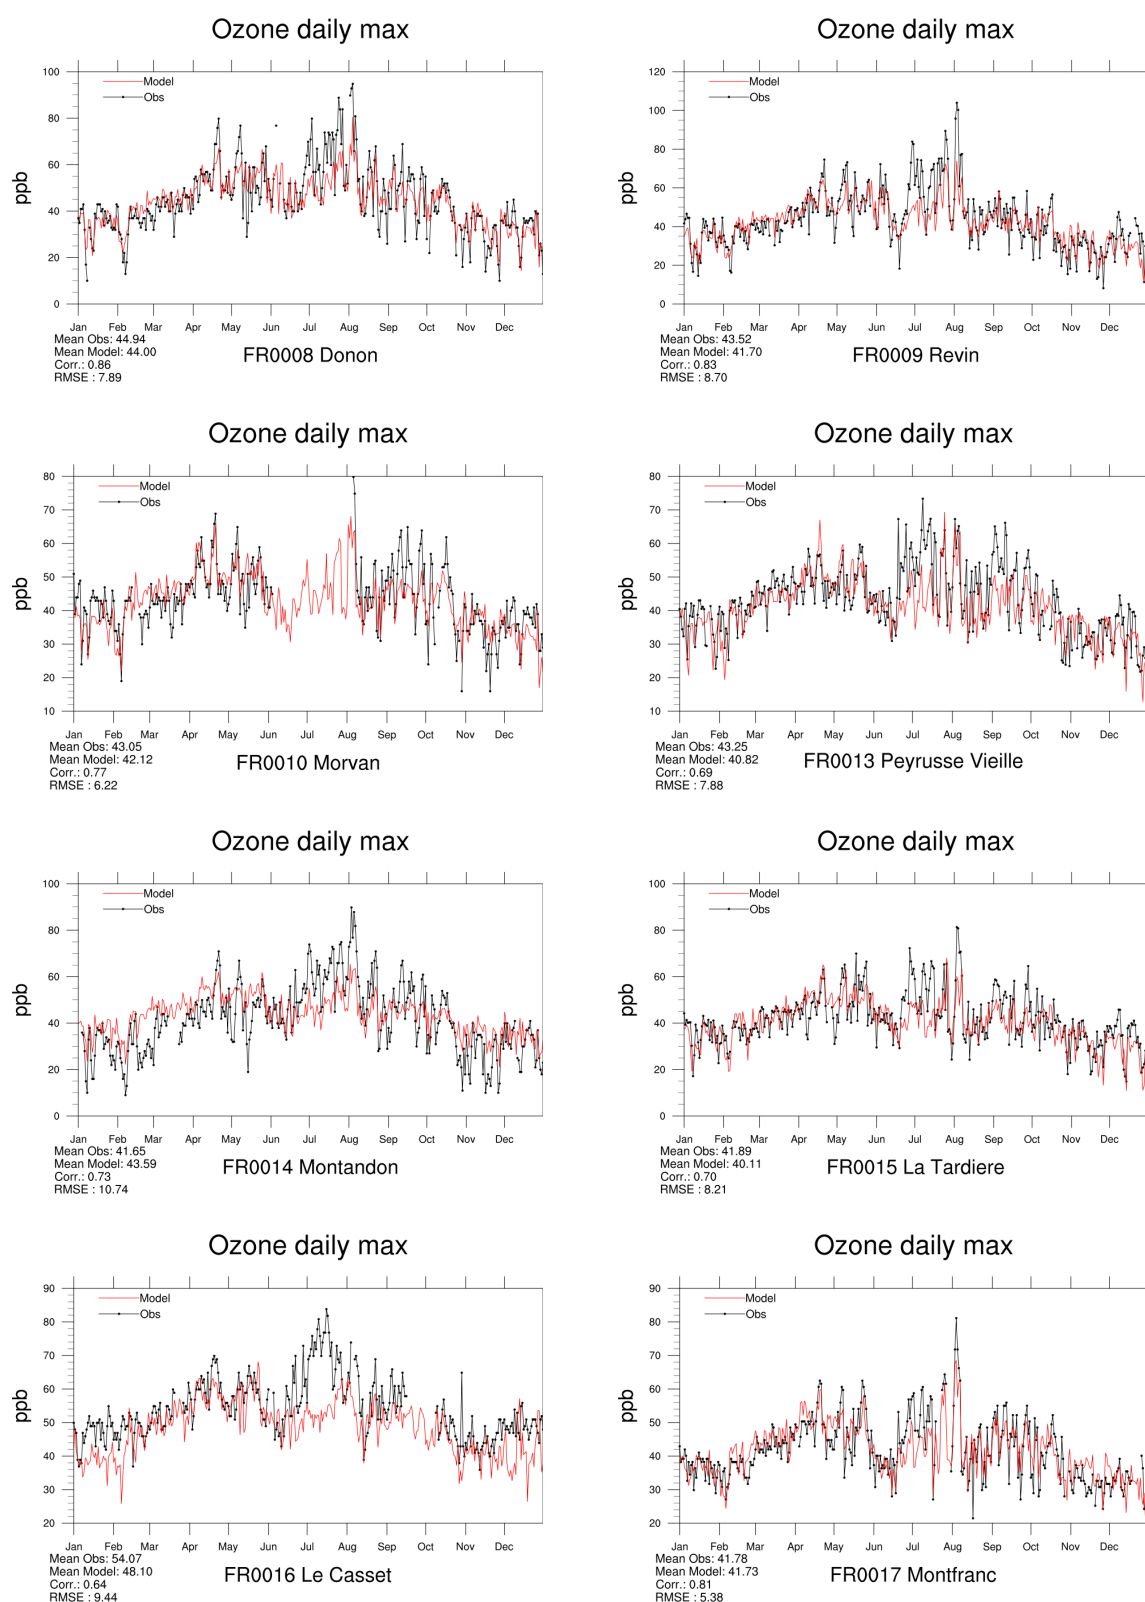 Ozone daily max
100
80
60
40
20
0
ppb
Model
Obs
Jan Feb Mar Apr May Jun Jul Aug Sep Oct Nov Dec
Mean Obs: 44.94
Mean Model: 44.00
Corr.: 0.86
RMSE : 7.89
FR0008 Donon
Ozone daily max
120
100
80
60
40
20
0
ppb
Model
Obs
Jan Feb Mar Apr May Jun Jul Aug Sep Oct Nov Dec
Mean Obs: 43.52
Mean Model: 41.70
Corr.: 0.83
RMSE : 8.70
FR0009 Revin
Ozone daily max
80
70
60
50
40
30
20
10
ppb
Model
Obs
Jan Feb Mar Apr May Jun Jul Aug Sep Oct Nov Dec
Mean Obs: 43.05
Mean Model: 42.12
Corr.: 0.77
RMSE : 6.22
FR0010 Morvan
Ozone daily max
80
70
60
50
40
30
20
10
ppb
Model
Obs
Jan Feb Mar Apr May Jun Jul Aug Sep Oct Nov Dec
Mean Obs: 43.25
Mean Model: 40.82
Corr.: 0.69
RMSE : 7.88
FR0013 Peyrusse Vieille
Ozone daily max
100
80
60
40
20
0
ppb
Model
Obs
Jan Feb Mar Apr May Jun Jul Aug Sep Oct Nov Dec
Mean Obs: 41.65
Mean Model: 43.59
Corr.: 0.73
RMSE : 10.74
FR0014 Montandon
Ozone daily max
100
80
60
40
20
0
ppb
Model
Obs
Jan Feb Mar Apr May Jun Jul Aug Sep Oct Nov Dec
Mean Obs: 41.89
Mean Model: 40.11
Corr.: 0.70
RMSE : 8.21
FR0015 La Tardiere
Ozone daily max
90
80
70
60
50
40
30
20
ppb
Model
Obs
Jan Feb Mar Apr May Jun Jul Aug Sep Oct Nov Dec
Mean Obs: 54.07
Mean Model: 48.10
Corr.: 0.64
RMSE : 9.44
FR0016 Le Casset
Ozone daily max
90
80
70
60
50
40
30
20
ppb
Model
Obs
Jan Feb Mar Apr May Jun Jul Aug Sep Oct Nov Dec
Mean Obs: 41.78
Mean Model: 41.73
Corr.: 0.81
RMSE : 5.38
FR0017 Montfranc